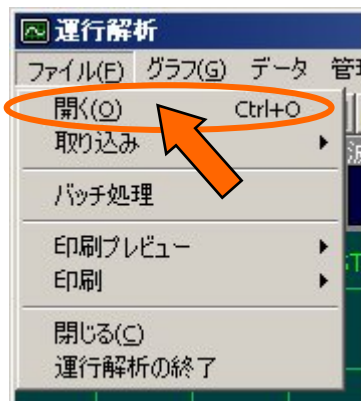 運行解析
ファイル(F) グラフ(G) データ
開く(O) Ctrl+O
取り込み
バッチ処理
印刷プレビュー
印刷
閉じる(C)
運行解析の終了